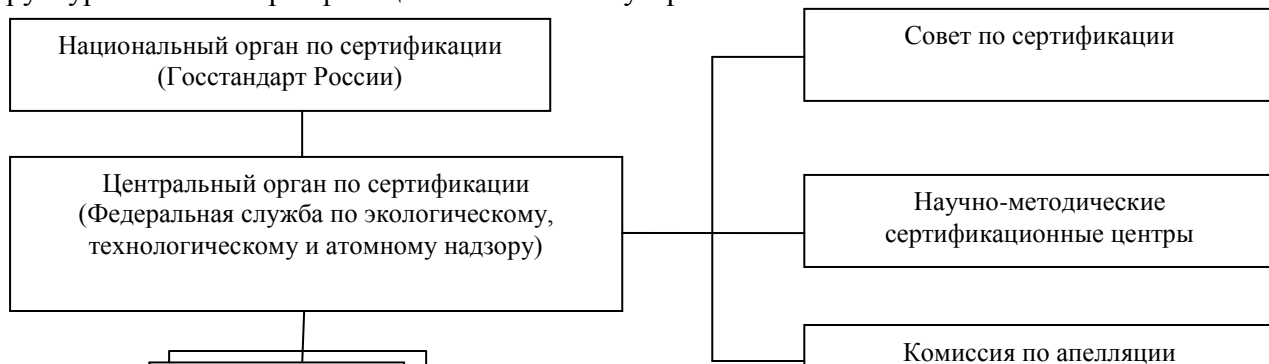 Национальный орган по сертификации
(Госстандарт России)
Совет по сертификации
Центральный орган по сертификации
(Федеральная служба по экологическому,
технологическому и атомному надзору)
Научно-методические
сертификационные центры
Комиссия по апелляции